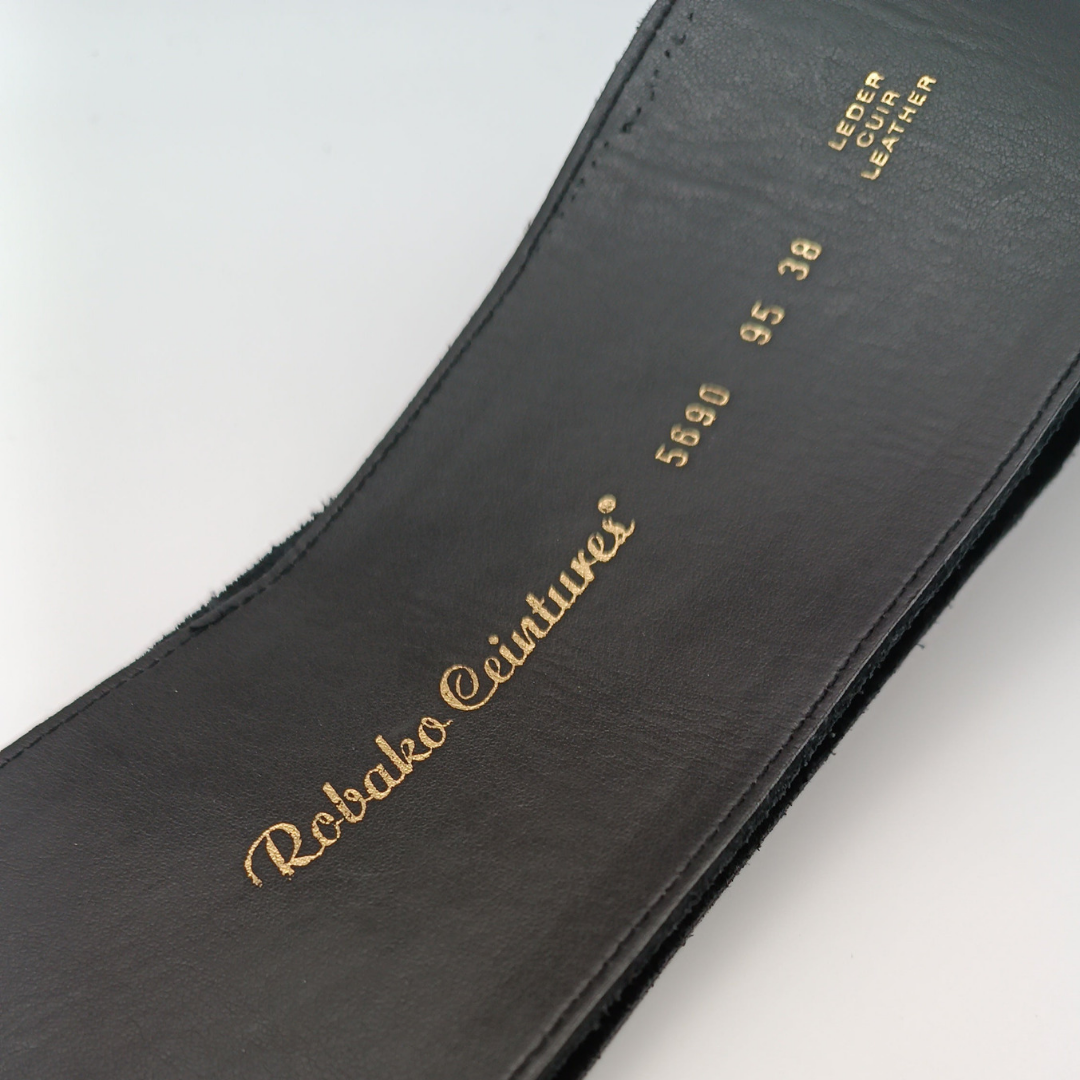 Robako Ceintures®
5690 95 38
LEDER
CUIR
LEATHER